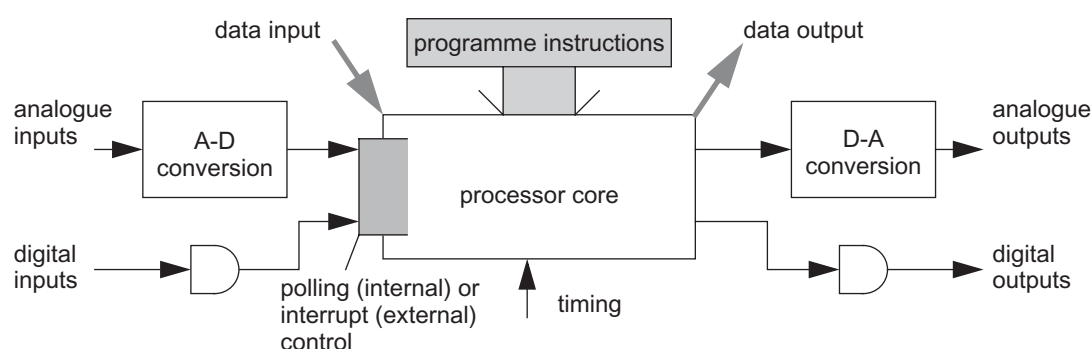 data input
programme instructions
data output
analogue
inputs
A-D
conversion
processor core
D-A
conversion
analogue
outputs
digital
inputs
polling (internal) or
interrupt (external)
control
timing
digital
outputs